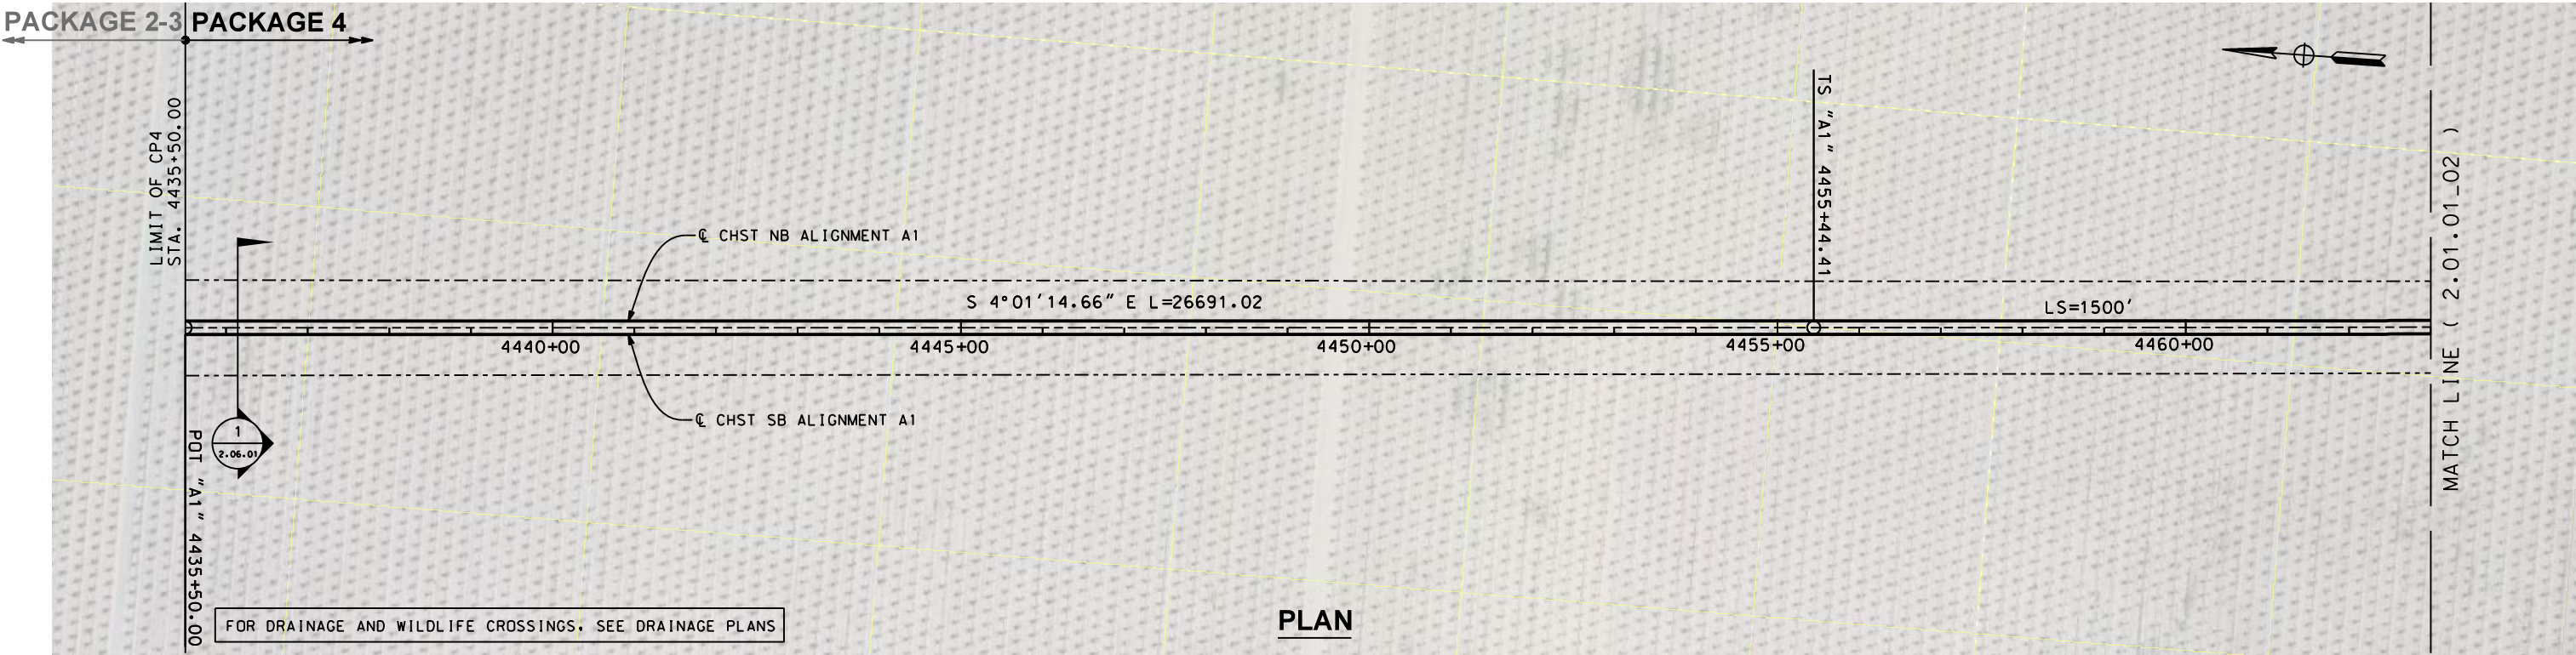 PACKAGE 2-3
PACKAGE 4
LIMIT OF CP4
STA. 4435+50.00
TS "A1" 4455+44.41
MATCH LINE ( 2.01.01-02 )
℄ CHST NB ALIGNMENT A1
S 4°01'14.66" E L=26691.02
LS=1500'
4440+00
4445+00
4450+00
4455+00
4460+00
℄ CHST SB ALIGNMENT A1
1
2.06.01
POT "A1" 4435+50.00
FOR DRAINAGE AND WILDLIFE CROSSINGS, SEE DRAINAGE PLANS
PLAN